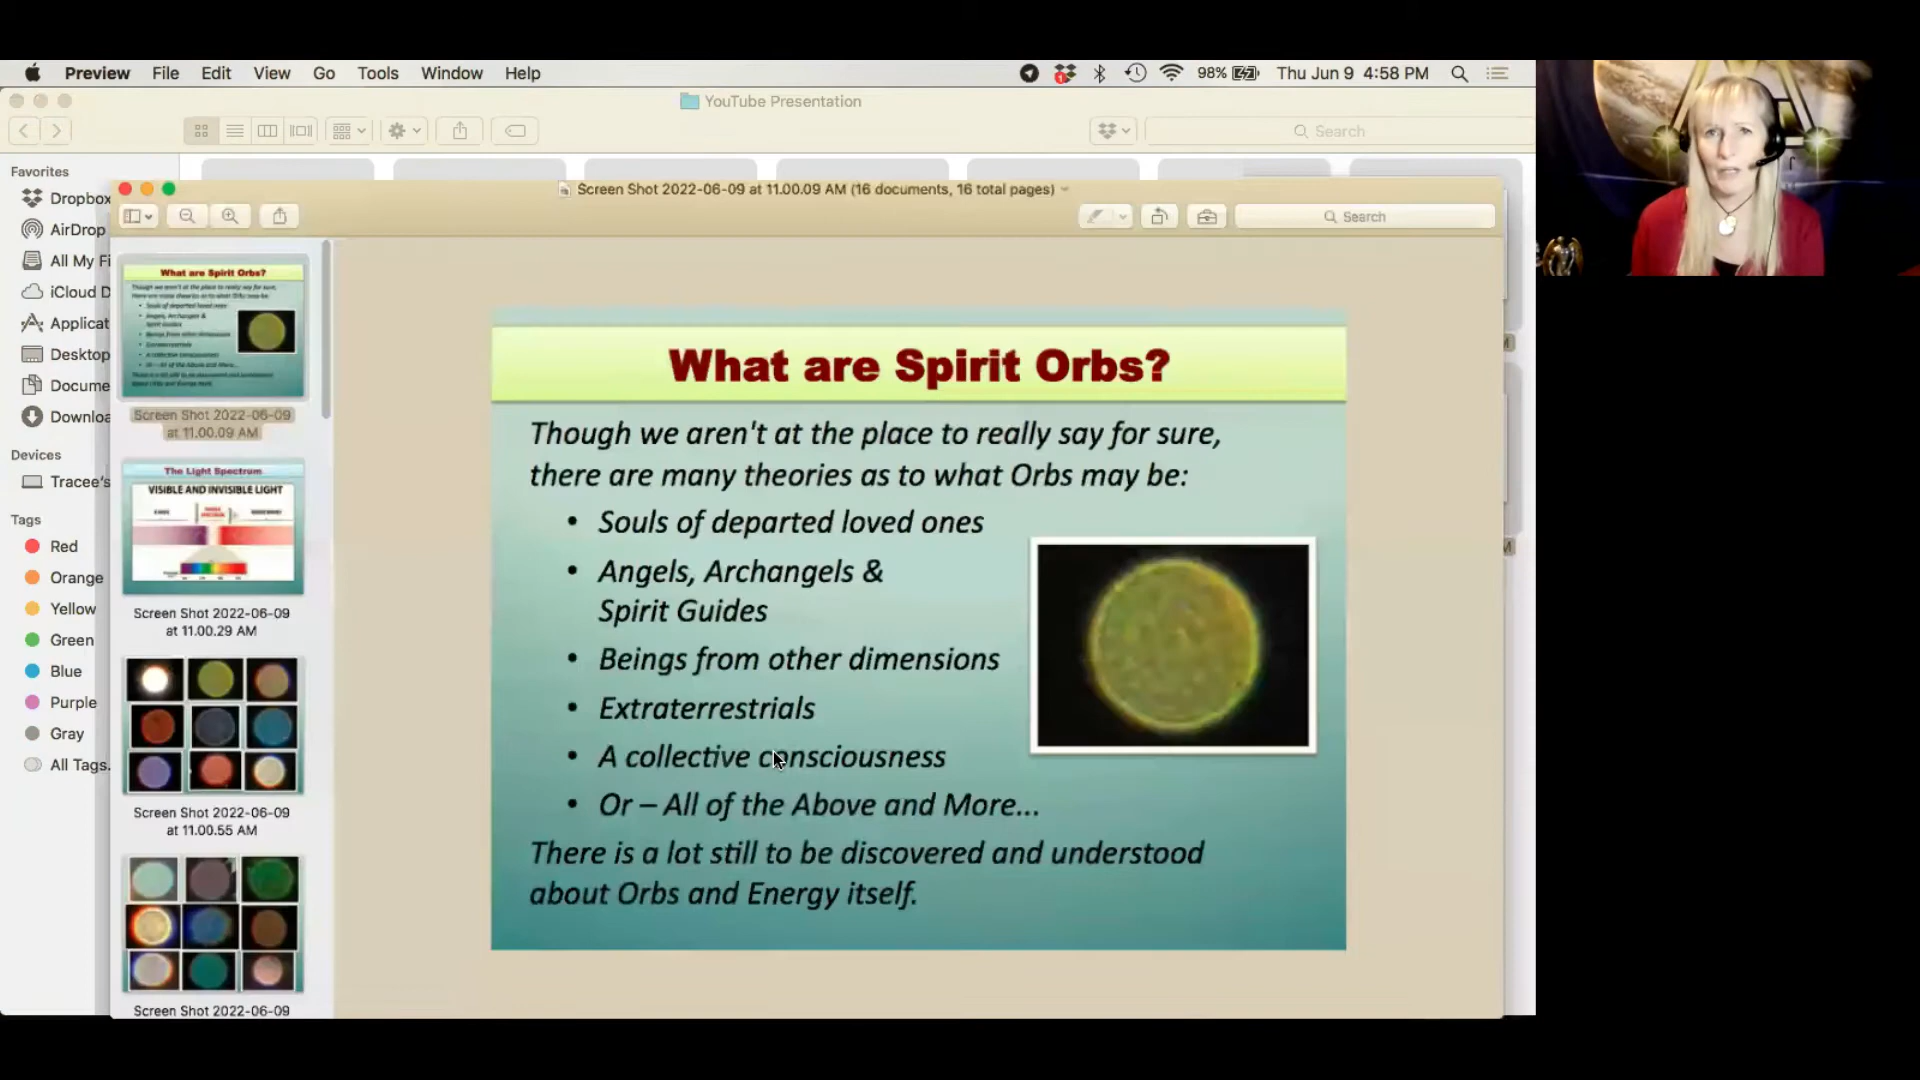 Preview File Edit View Go Tools Window Help
1
98%
Thu Jun 9 4:58 PM
YouTube Presentation
Search
Favorites
Dropbox
AirDrop
All My Fi
iCloud D
Applicat
Desktop
Docume
Downloa
Devices
Tracee's
Tags
Red
Orange
Yellow
Green
Blue
Purple
Gray
All Tags.
Screen Shot 2022-06-09 at 11.00.09 AM (16 documents, 16 total pages)
Search
What are Spirit Orbs?
Screen Shot 2022-06-09
at 11.00.09 AM
The Light Spectrum
VISIBLE AND INVISIBLE LIGHT
Screen Shot 2022-06-09
at 11.00.29 AM
Screen Shot 2022-06-09
at 11.00.55 AM
Screen Shot 2022-06-09
What are Spirit Orbs?
Though we aren't at the place to really say for sure,
there are many theories as to what Orbs may be:
• Souls of departed loved ones
• Angels, Archangels &
Spirit Guides
• Beings from other dimensions
• Extraterrestrials
• A collective consciousness
• Or – All of the Above and More...
There is a lot still to be discovered and understood
about Orbs and Energy itself.